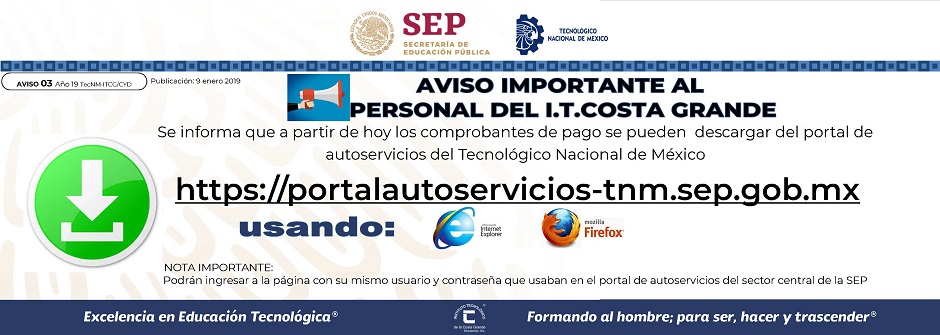 SEP
SECRETARÍA DE
EDUCACIÓN PÚBLICA
TECNOLÓGICO
NACIONAL DE MÉXICO
AVISO 03 Año 19 TecNM-ITCG/CYD
Publicación: 9 enero 2019
AVISO IMPORTANTE AL
PERSONAL DEL I.T.COSTA GRANDE
Se informa que a partir de hoy los comprobantes de pago se pueden descargar del portal de
autoservicios del Tecnológico Nacional de México
https://portalautoservicios-tnm.sep.gob.mx
usando:
Internet
Explorer
mozilla
Firefox
NOTA IMPORTANTE:
Podrán ingresar a la página con su mismo usuario y contraseña que usaban en el portal de autoservicios del sector central de la SEP
Excelencia en Educación Tecnológica®
de la Costa Grande
Formando al hombre; para ser, hacer y trascender®